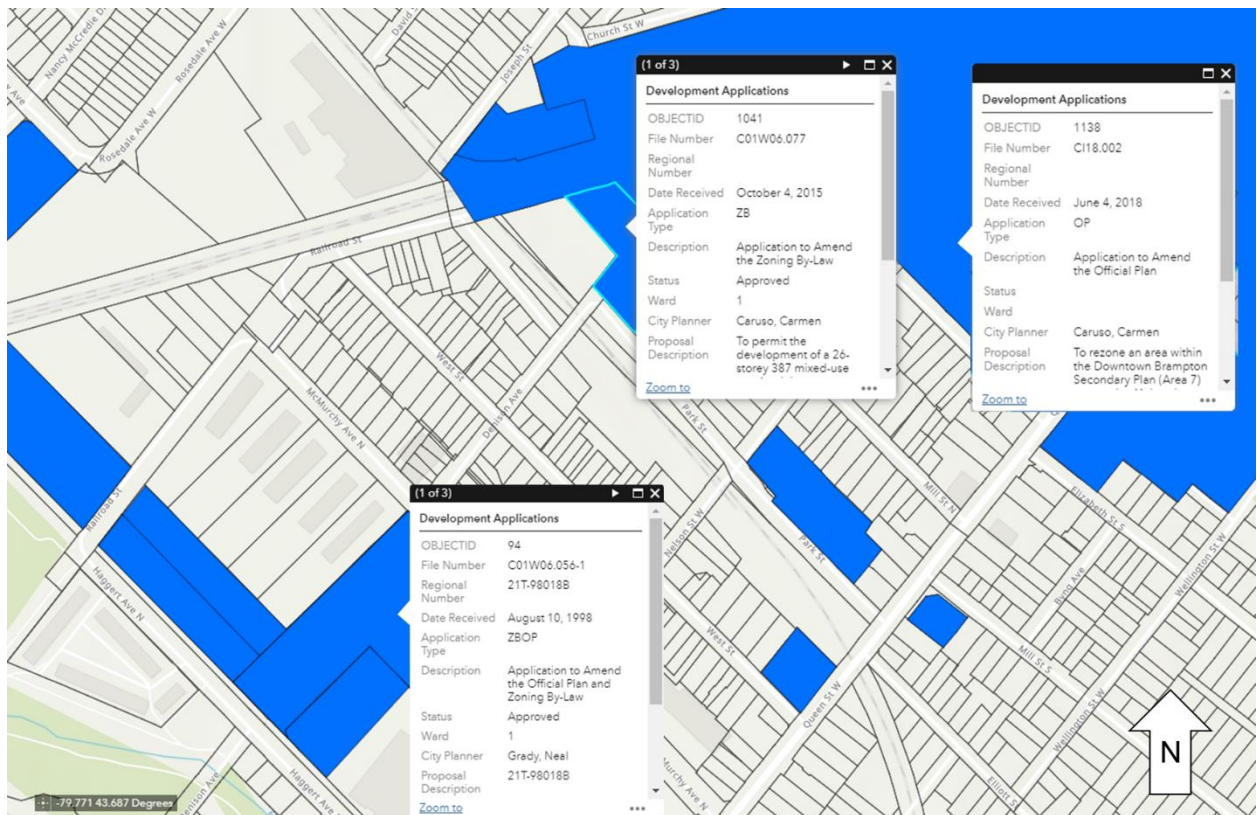 Nancy McCredie D
Rosedale Ave W
David S
Joseph St
Church St W
Ave
Rosedale Ave W
Railroad St
West St
McMurchy Ave N
Denison Ave
Railroad St
Haggert Ave N
Park St
Nelson St W
Mill St N
Elizabeth St S
Park St
Byng Ave
Wellington St W
West St
Mill St S
Queen St W
Wellington St W
Elliott S
Murchy Ave N
Denison Ave
Haggert Ave N
(1 of 3)
Development Applications
OBJECTID 1041
File Number C01W06.077
Regional
Number
Date Received October 4, 2015
Application ZB
Type
Description Application to Amend
the Zoning By-Law
Status Approved
Ward 1
City Planner Caruso, Carmen
Proposal To permit the
Description development of a 26-
storey 387 mixed-use
Zoom to
Development Applications
OBJECTID 1138
File Number CI18.002
Regional
Number
Date Received June 4, 2018
Application OP
Type
Description Application to Amend
the Official Plan
Status
Ward
City Planner Caruso, Carmen
Proposal To rezone an area within
Description the Downtown Brampton
Secondary Plan (Area 7)
Zoom to
(1 of 3)
Development Applications
OBJECTID 94
File Number C01W06.056-1
Regional 21T-98018B
Number
Date Received August 10, 1998
Application ZBOP
Type
Description Application to Amend
the Official Plan and
Zoning By-Law
Status Approved
Ward 1
City Planner Grady, Neal
Proposal 21T-98018B
Description
Zoom to
-79.771 43.687 Degrees
N